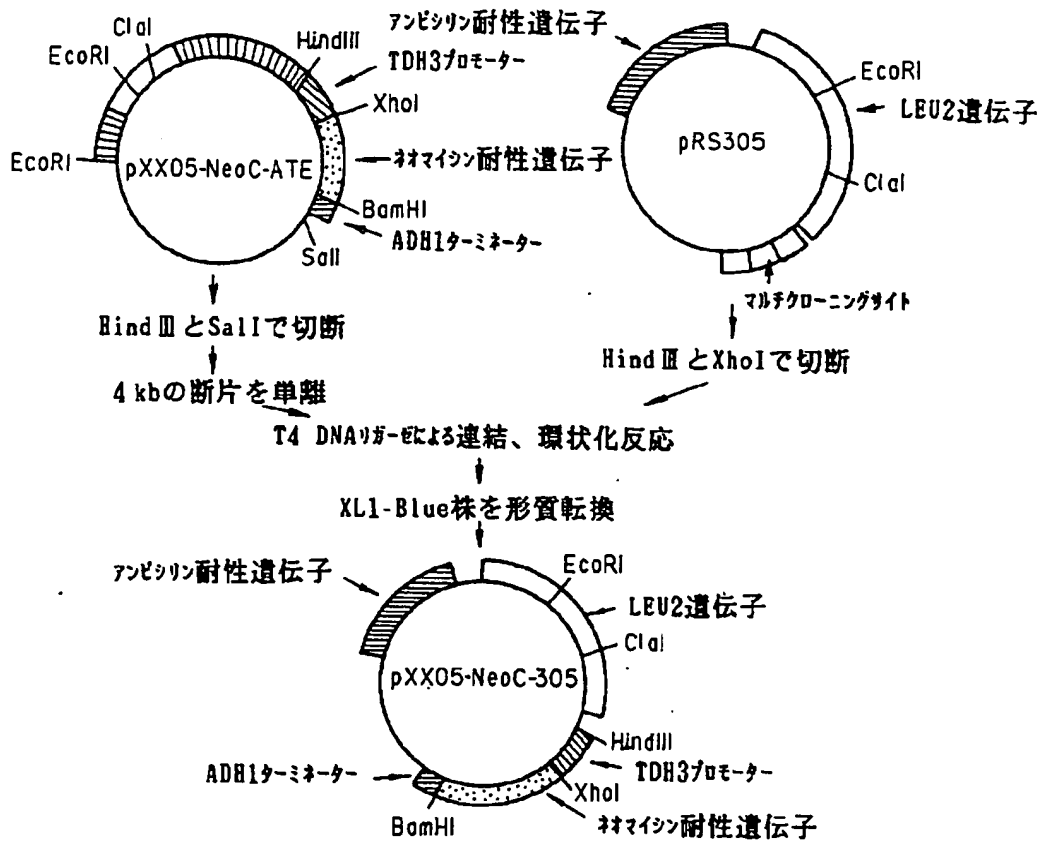 ClaI
EcoRI
EcoRI
HindIII
TDH3プロモーター
XhoI
ネオマイシン耐性遺伝子
BamHI
ADH1ターミネーター
SalI
pXX05-NeoC-ATE
アンピシリン耐性遺伝子
EcoRI
LEU2遺伝子
pRS305
ClaI
マルチクローニングサイト
HindⅢとSalIで切断
4kbの断片を単離
HindⅢとXhoIで切断
T4 DNAリガーゼによる連結、環状化反応
XL1-Blue株を形質転換
アンピシリン耐性遺伝子
EcoRI
LEU2遺伝子
ClaI
pXX05-NeoC-305
HindIII
TDH3プロモーター
XhoI
ネオマイシン耐性遺伝子
ADH1ターミネーター
BamHI